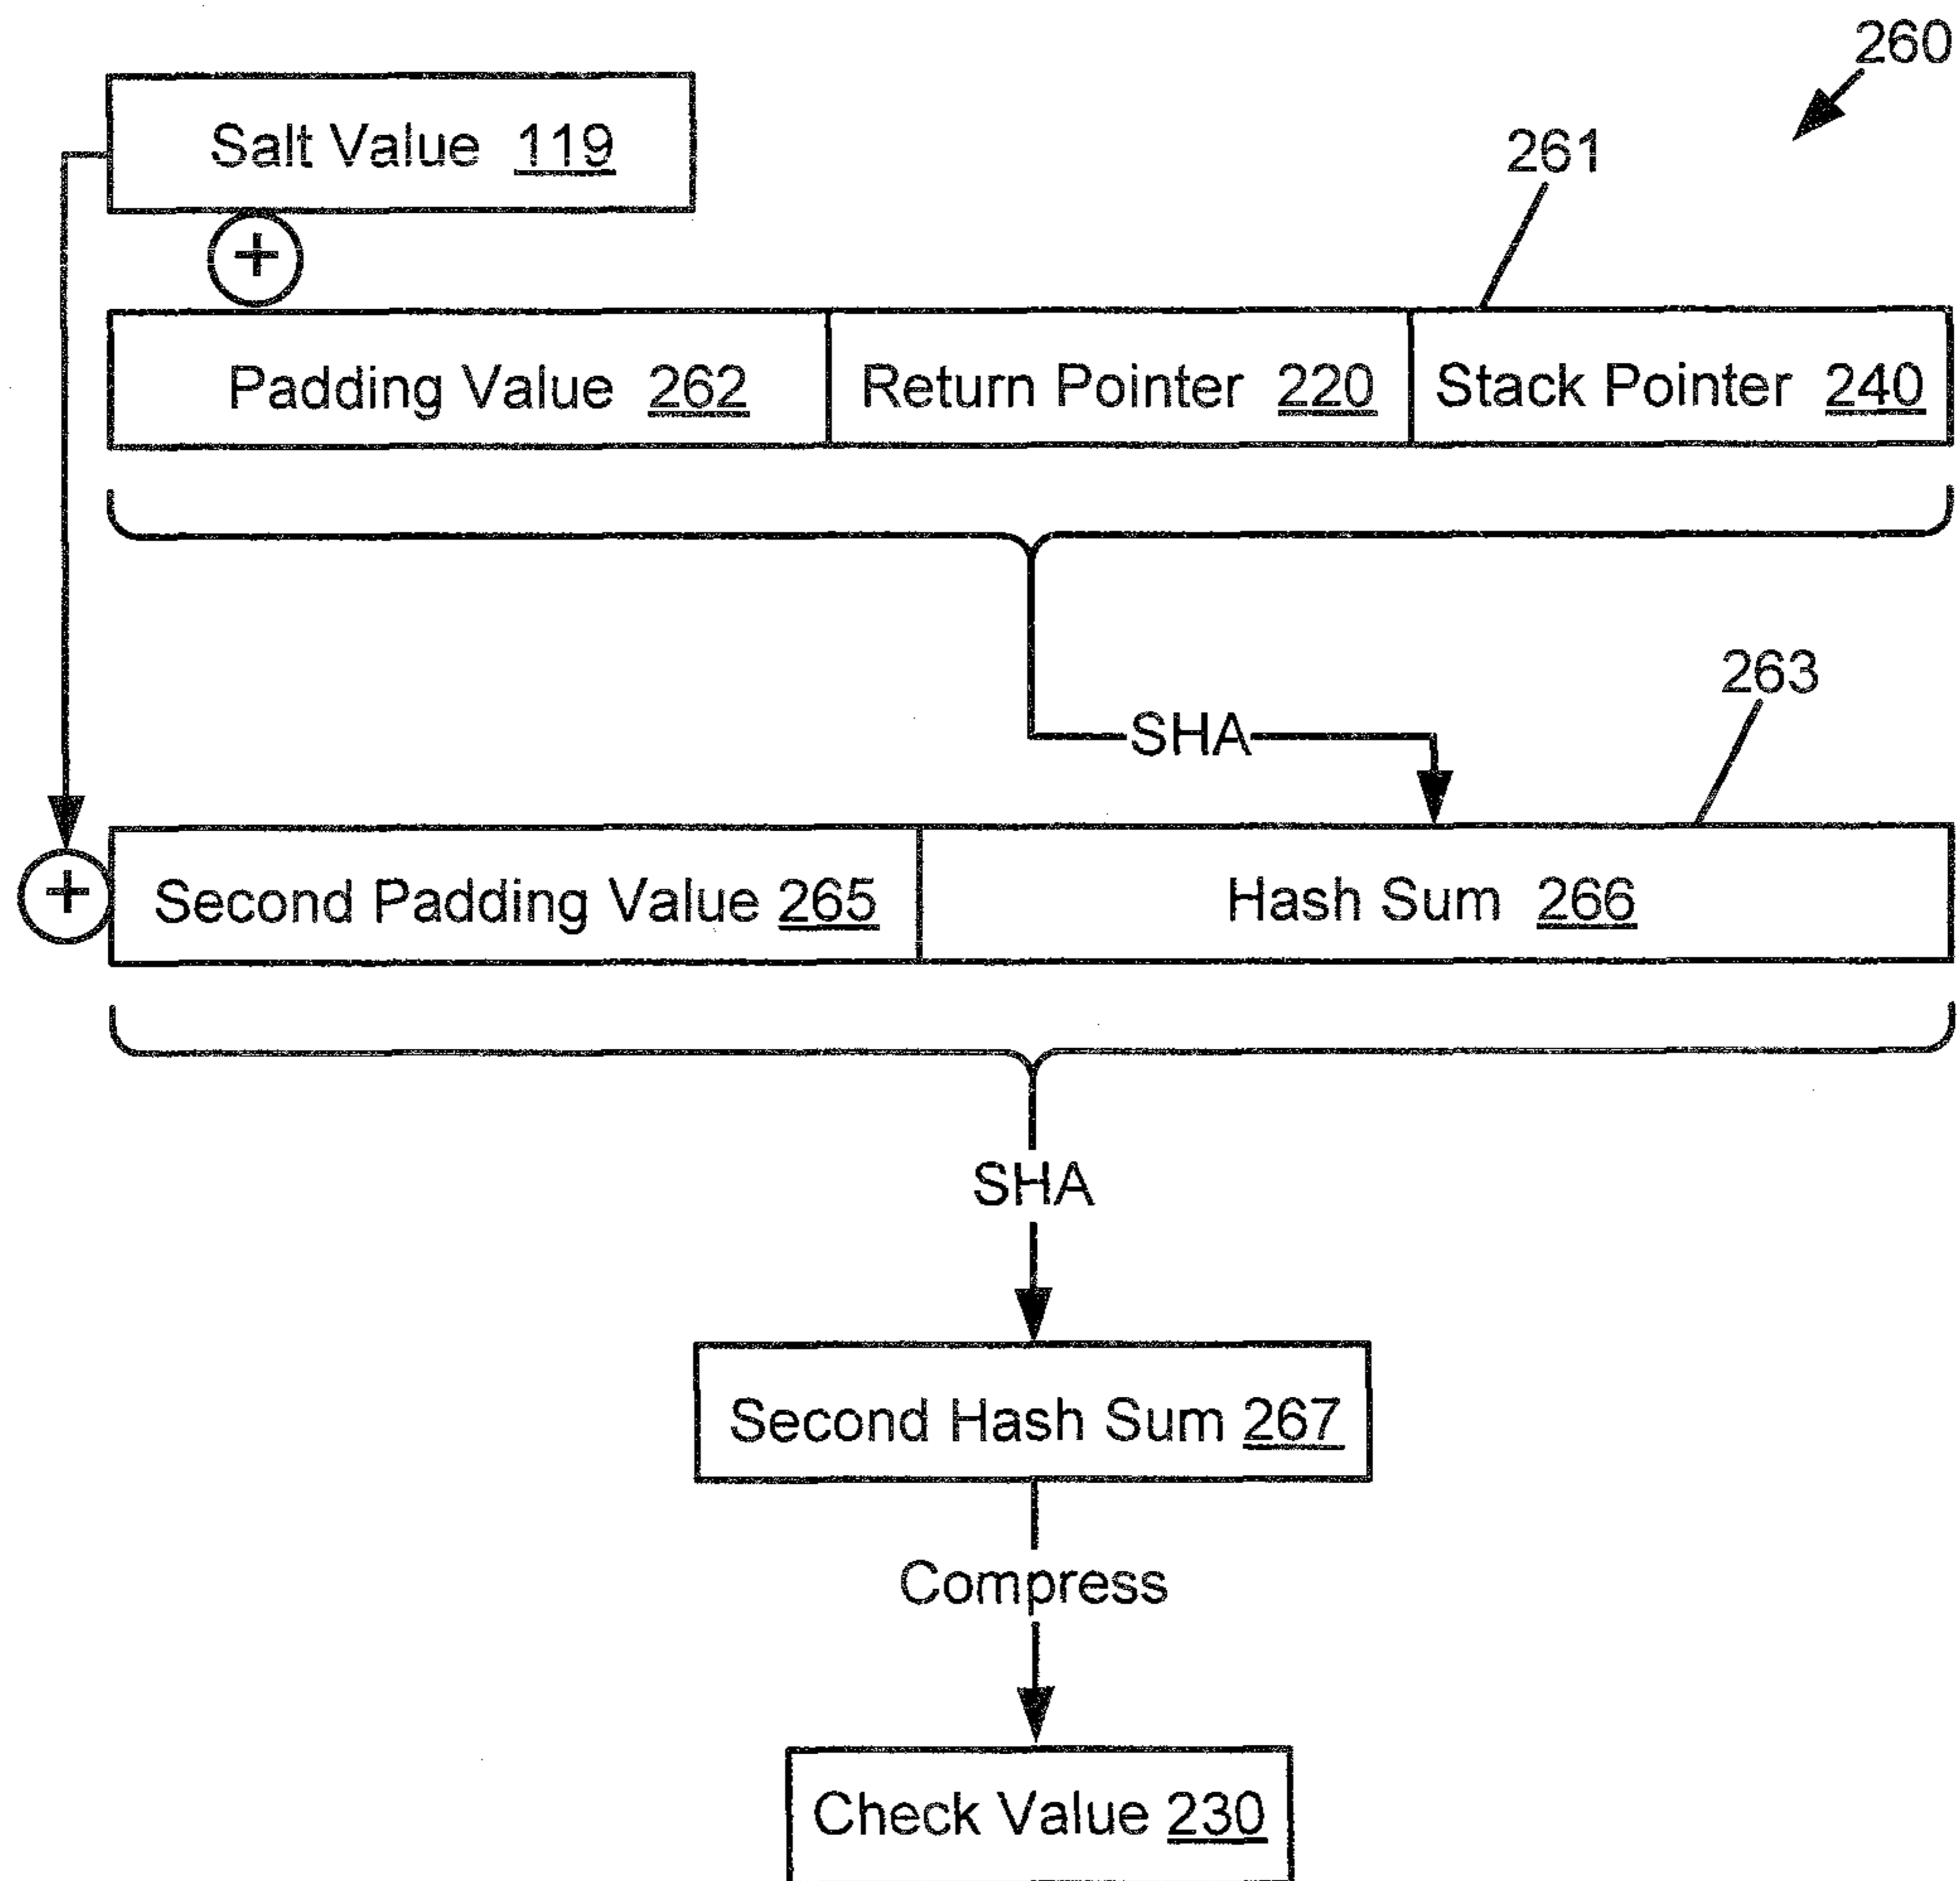 260
Salt Value 119
261
+
Padding Value 262 Return Pointer 220 Stack Pointer 240
263
SHA
+ Second Padding Value 265 Hash Sum 266
SHA
Second Hash Sum 267
Compress
Check Value 230